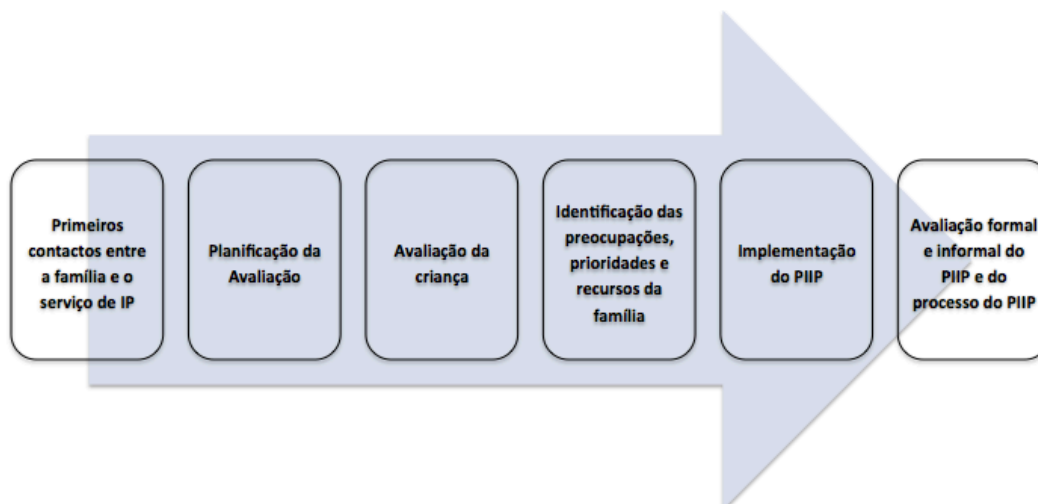 Primeiros
contactos entre
a família e o
serviço de IP
Planificação da
Avaliação
Avaliação da
criança
Identificação das
preocupações,
prioridades e
recursos da
família
Implementação
do PIIP
Avaliação formal
e informal do
PIIP e do
processo do PIIP